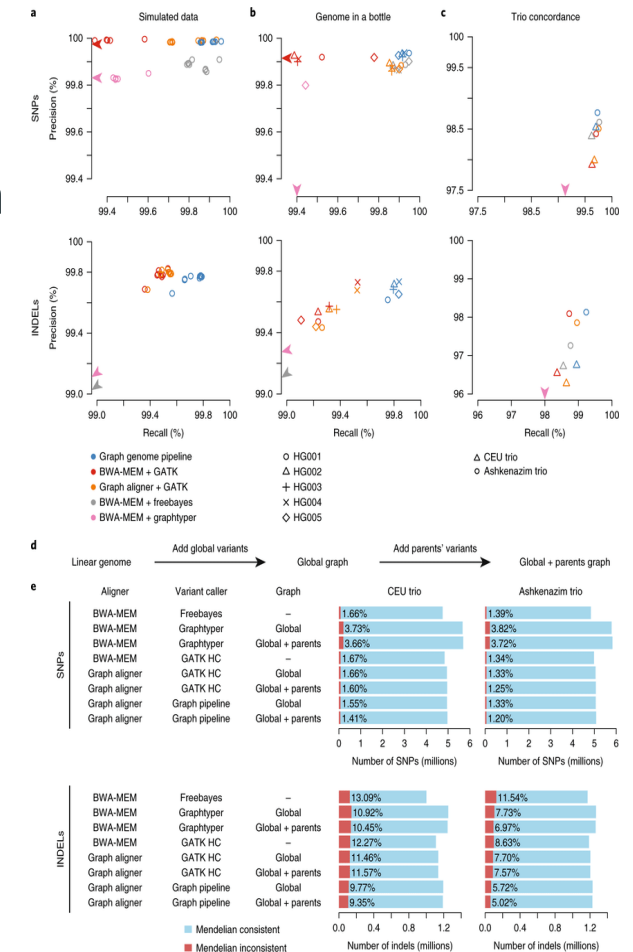 a Simulated data b Genome in a bottle c Trio concordance
SNPs
Precision (%)
100
99.8
99.6
99.4
99.4 99.6 99.8 100
100
99.8
99.6
99.4
99.4 99.6 99.8 100
100
99.5
98.5
97.5
97.5 98.5 99.5 100
INDELs
Precision (%)
100
99.8
99.4
99.0
99.0 99.4 99.8 100
Recall (%)
100
99.8
99.4
99.0
99.0 99.4 99.8 100
Recall (%)
100
98
97
96
96 97 98 99 100
Recall (%)
Graph genome pipeline
BWA-MEM + GATK
Graph aligner + GATK
BWA-MEM + freebayes
BWA-MEM + graphtyper
HG001
HG002
HG003
HG004
HG005
CEU trio
Ashkenazim trio
d
Linear genome Add global variants Global graph Add parents' variants Global + parents graph
e
Aligner Variant caller Graph CEU trio Ashkenazim trio
SNPs
BWA-MEM Freebayes – 1.66% 1.39%
BWA-MEM Graphtyper Global 3.73% 3.82%
BWA-MEM Graphtyper Global + parents 3.66% 3.72%
BWA-MEM GATK HC – 1.67% 1.34%
Graph aligner GATK HC Global 1.66% 1.33%
Graph aligner GATK HC Global + parents 1.60% 1.25%
Graph aligner Graph pipeline Global 1.55% 1.33%
Graph aligner Graph pipeline Global + parents 1.41% 1.20%
0 1 2 3 4 5 6 0 1 2 3 4 5 6
Number of SNPs (millions) Number of SNPs (millions)
INDELs
BWA-MEM Freebayes – 13.09% 11.54%
BWA-MEM Graphtyper Global 10.92% 7.73%
BWA-MEM Graphtyper Global + parents 10.45% 6.97%
BWA-MEM GATK HC – 12.27% 8.63%
Graph aligner GATK HC Global 11.46% 7.70%
Graph aligner GATK HC Global + parents 11.57% 7.57%
Graph aligner Graph pipeline Global 9.77% 5.72%
Graph aligner Graph pipeline Global + parents 9.35% 5.02%
0.0 0.4 0.8 1.2 0.0 0.4 0.8 1.2
Number of indels (millions) Number of indels (millions)
Mendelian consistent
Mendelian inconsistent